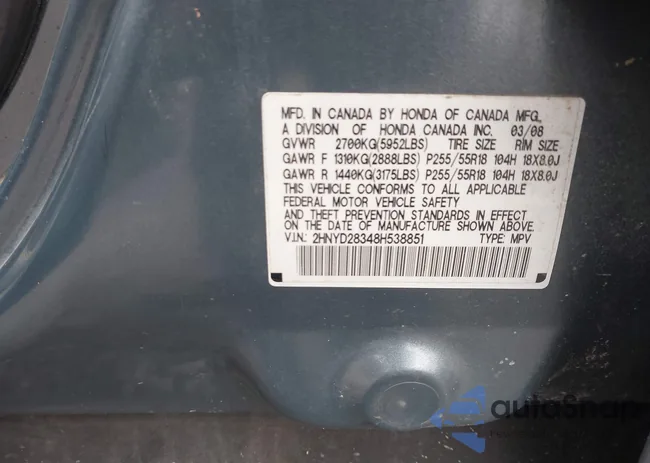 MFD. IN CANADA BY HONDA OF CANADA MFG.,
A DIVISION OF HONDA CANADA INC. 03/08
GVWR 2700KG(5952LBS) TIRE SIZE RIM SIZE
GAWR F 1310KG(2888LBS) P255/55R18 104H 18X8.0J
GAWR R 1440KG(3175LBS) P255/55R18 104H 18X8.0J
THIS VEHICLE CONFORMS TO ALL APPLICABLE
FEDERAL MOTOR VEHICLE SAFETY
AND THEFT PREVENTION STANDARDS IN EFFECT
ON THE DATE OF MANUFACTURE SHOWN ABOVE.
V.I.N.: 2HNYD28348H538851 TYPE: MPV
autoSnap